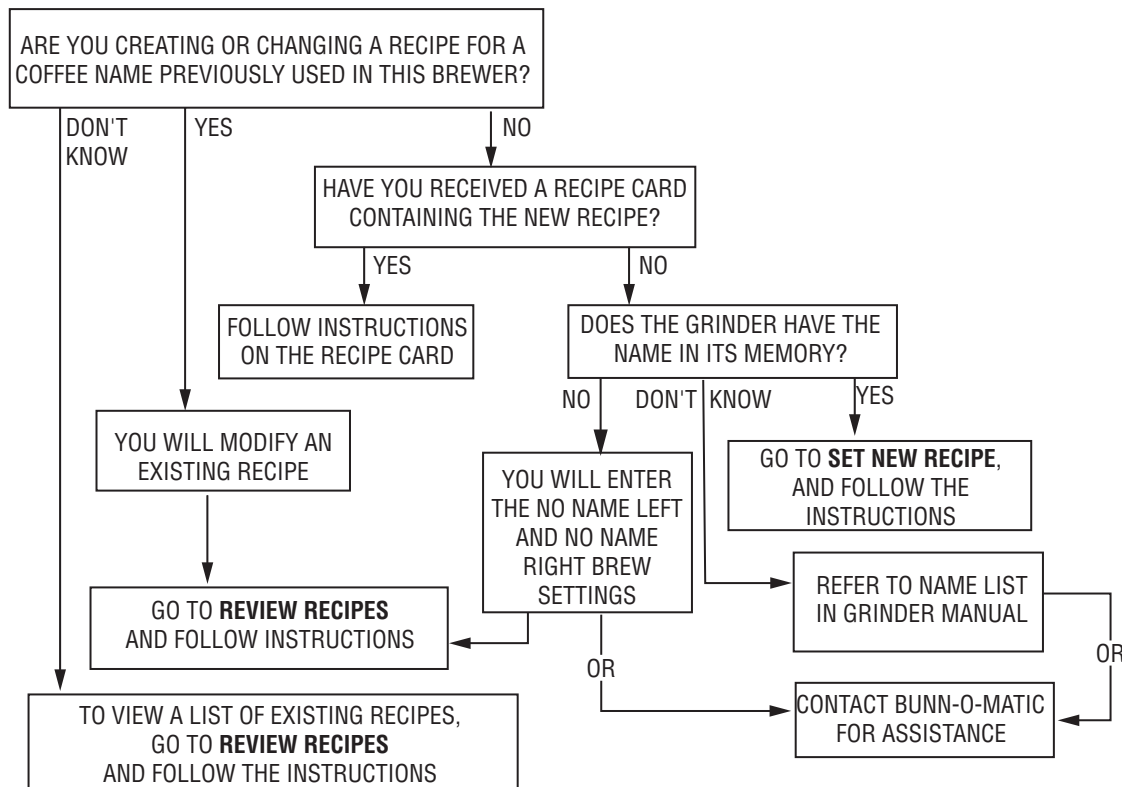 ARE YOU CREATING OR CHANGING A RECIPE FOR A
COFFEE NAME PREVIOUSLY USED IN THIS BREWER?
DON'T
KNOW
YES
NO
HAVE YOU RECEIVED A RECIPE CARD
CONTAINING THE NEW RECIPE?
YES
NO
FOLLOW INSTRUCTIONS
ON THE RECIPE CARD
DOES THE GRINDER HAVE THE
NAME IN ITS MEMORY?
NO
DON'T KNOW
YES
YOU WILL MODIFY AN
EXISTING RECIPE
YOU WILL ENTER
THE NO NAME LEFT
AND NO NAME
RIGHT BREW
SETTINGS
GO TO SET NEW RECIPE,
AND FOLLOW THE
INSTRUCTIONS
GO TO REVIEW RECIPES
AND FOLLOW INSTRUCTIONS
REFER TO NAME LIST
IN GRINDER MANUAL
OR
OR
TO VIEW A LIST OF EXISTING RECIPES,
GO TO REVIEW RECIPES
AND FOLLOW THE INSTRUCTIONS
CONTACT BUNN-O-MATIC
FOR ASSISTANCE